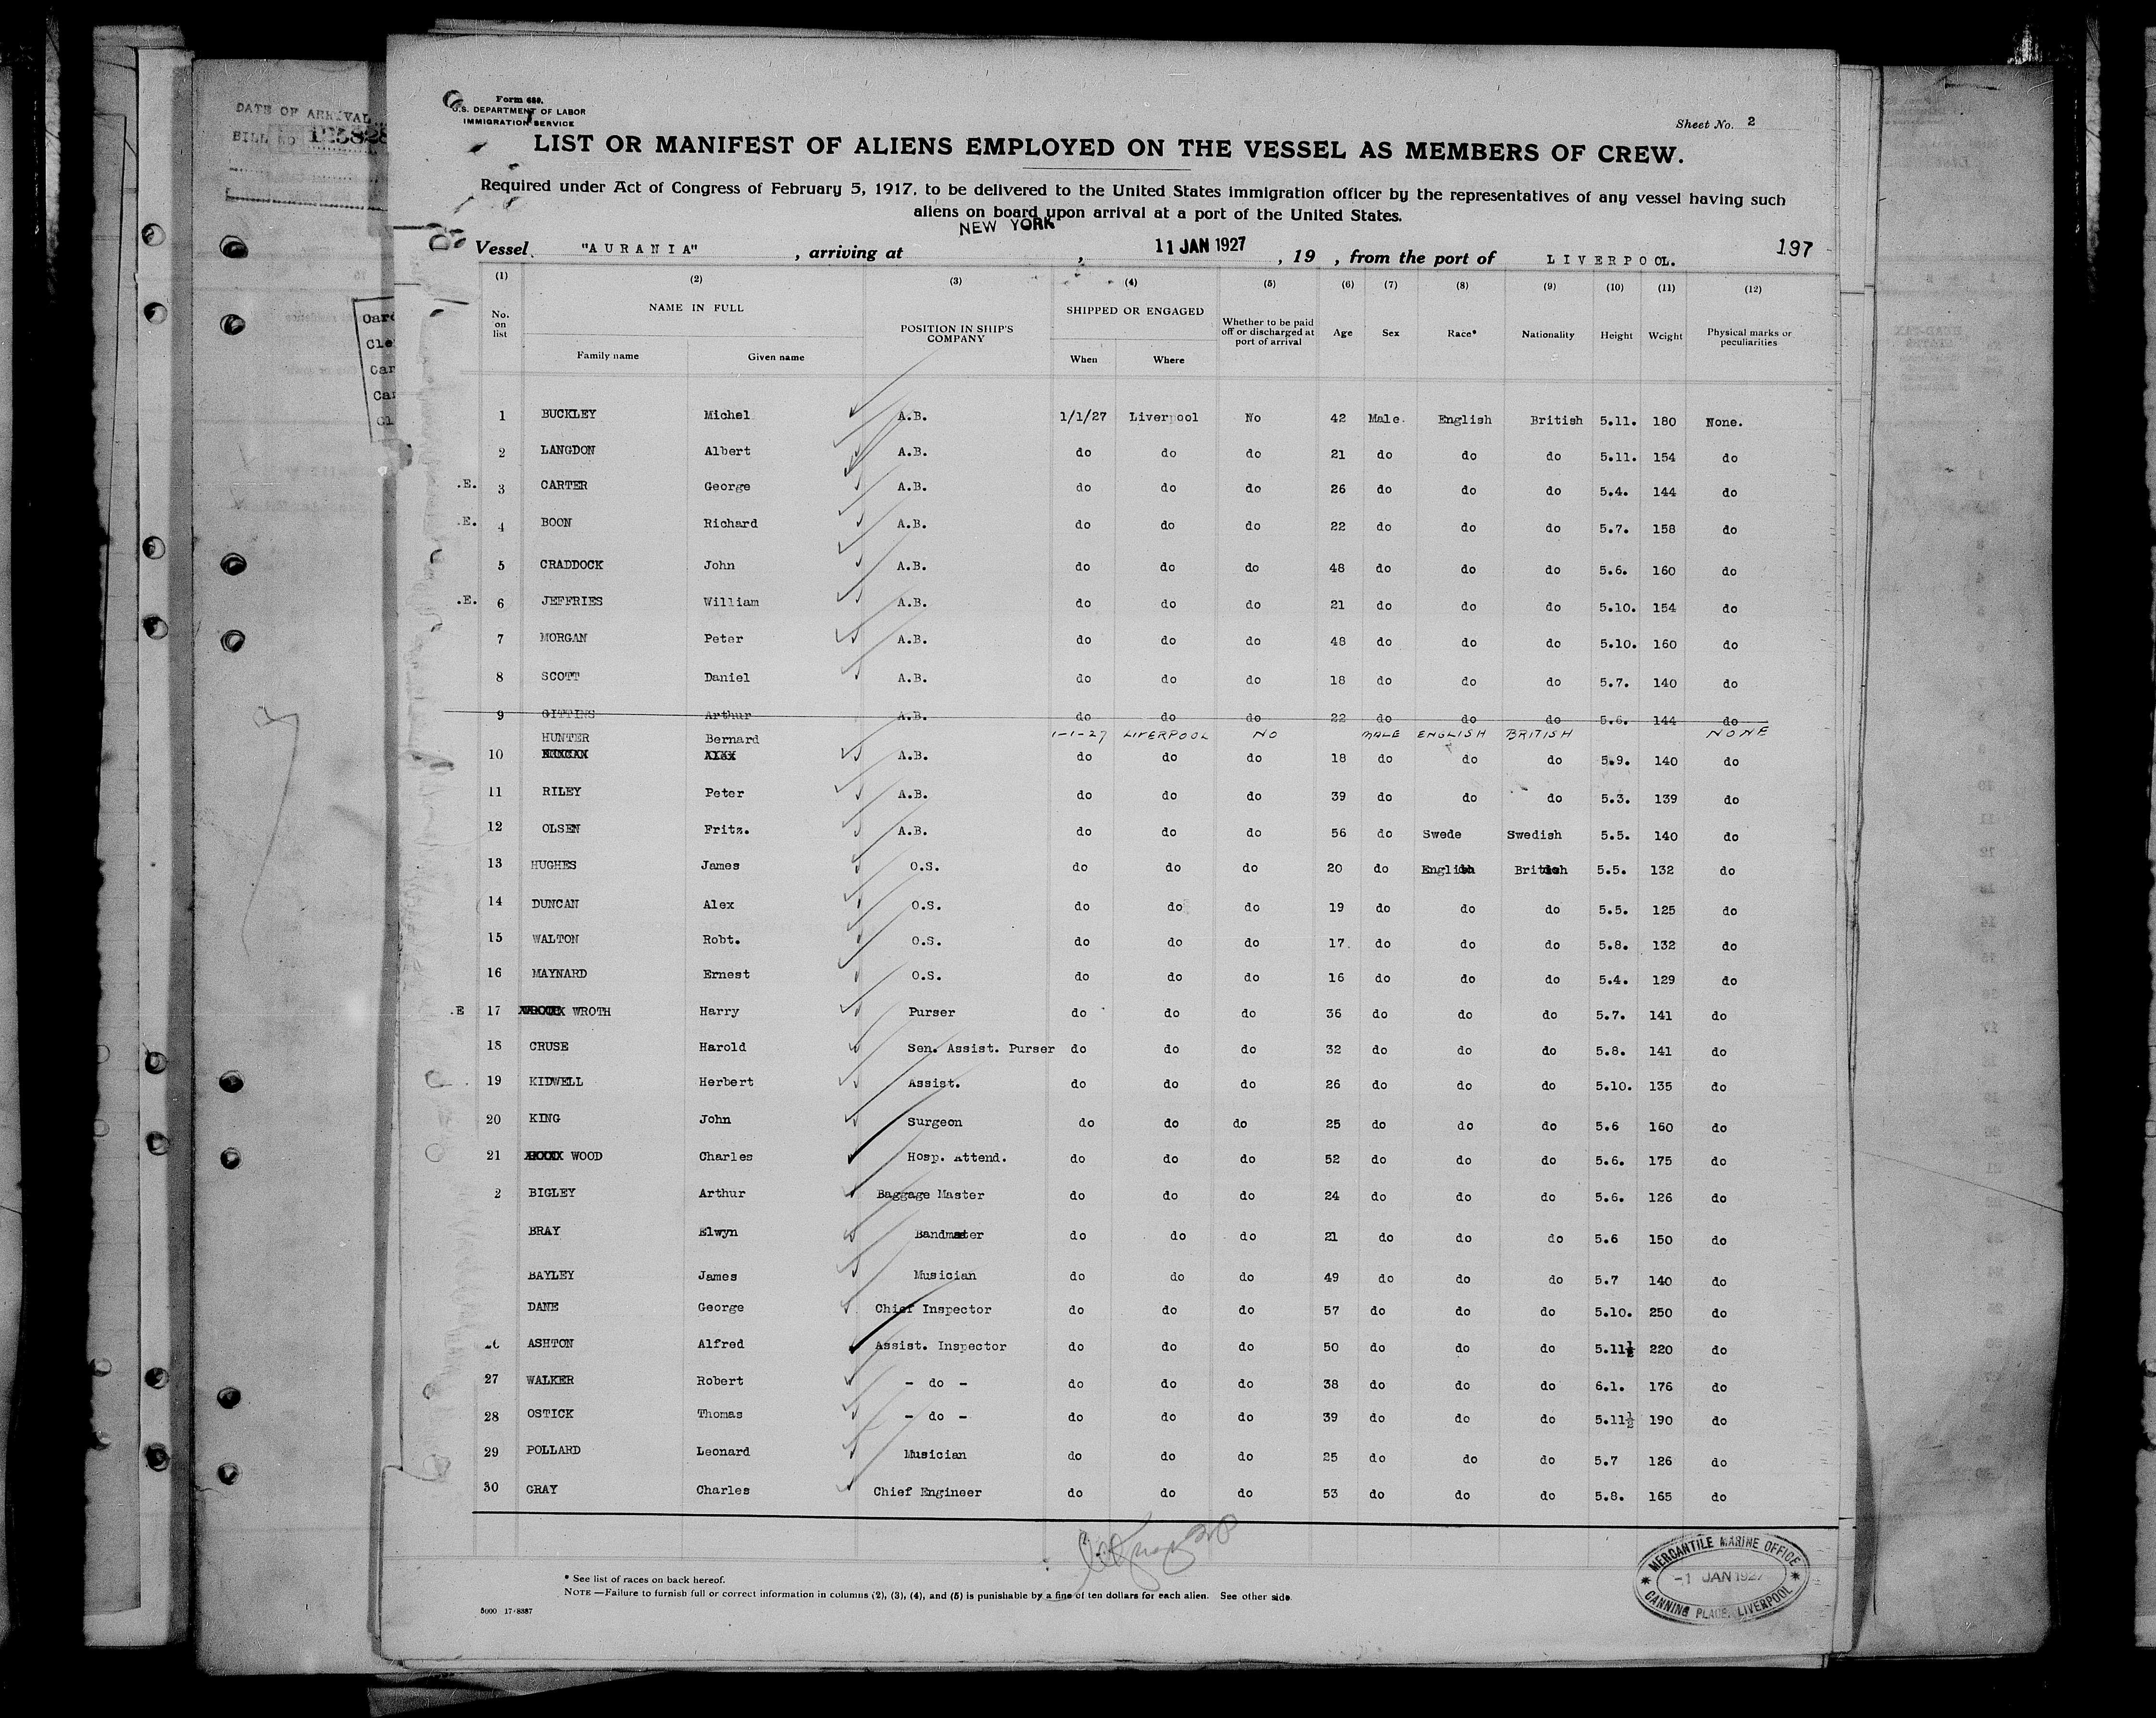 DATE OF ARRIVAL
BILL NO
Form 680.
U.S. DEPARTMENT OF LABOR
IMMIGRATION SERVICE
Sheet No. 2
LIST OR MANIFEST OF ALIENS EMPLOYED ON THE VESSEL AS MEMBERS OF CREW.
Required under Act of Congress of February 5, 1917, to be delivered to the United States immigration officer by the representatives of any vessel having such
aliens on board upon arrival at a port of the United States.
Vessel "AURANIA", arriving at NEW YORK, 11 JAN 1927, 19 , from the port of LIVERPOOL. 197
(1) (2) (3) (4) (5) (6) (7) (8) (9) (10) (11) (12)
No. on list NAME IN FULL Family name Given name POSITION IN SHIP'S COMPANY SHIPPED OR ENGAGED When Where Whether to be paid off or discharged at port of arrival Age Sex Race* Nationality Height Weight Physical marks or peculiarities
1 BUCKLEY Michel A.B. 1/1/27 Liverpool No 42 Male. English British 5.11. 180 None.
2 LANGDON Albert A.B. do do do 21 do do do 5.11. 154 do
.E. 3 CARTER George A.B. do do do 26 do do do 5.4. 144 do
.E. 4 BOON Richard A.B. do do do 22 do do do 5.7. 158 do
5 CRADDOCK John A.B. do do do 48 do do do 5.6. 160 do
.E. 6 JEFFRIES William A.B. do do do 21 do do do 5.10. 154 do
7 MORGAN Peter A.B. do do do 48 do do do 5.10. 160 do
8 SCOTT Daniel A.B. do do do 18 do do do 5.7. 140 do
9 GITTINS Arthur A.B. do do do 22 do do do 5.6. 144 do
HUNTER Bernard 1-1-27 LIVERPOOL NO MALE ENGLISH BRITISH NONE
10 A.B. do do do 18 do do do 5.9. 140 do
11 RILEY Peter A.B. do do do 39 do do do 5.3. 139 do
12 OLSEN Fritz. A.B. do do do 56 do Swede Swedish 5.5. 140 do
13 HUGHES James O.S. do do do 20 do English British 5.5. 132 do
14 DUNCAN Alex O.S. do do do 19 do do do 5.5. 125 do
15 WALTON Robt. O.S. do do do 17. do do do 5.8. 132 do
16 MAYNARD Ernest O.S. do do do 16 do do do 5.4. 129 do
.E 17 WROTH Harry Purser do do do 36 do do do 5.7. 141 do
18 CRUSE Harold Sen. Assist. Purser do do do 32 do do do 5.8. 141 do
19 KIDWELL Herbert Assist. do do do 26 do do do 5.10. 135 do
20 KING John Surgeon do do do 25 do do do 5.6 160 do
21 WOOD Charles Hosp. Attend. do do do 52 do do do 5.6. 175 do
2 BIGLEY Arthur Baggage Master do do do 24 do do do 5.6. 126 do
BRAY Elwyn Bandmater do do do 21 do do do 5.6 150 do
BAYLEY James Musician do do do 49 do do do 5.7 140 do
DANE George Chief Inspector do do do 57 do do do 5.10. 250 do
ASHTON Alfred Assist. Inspector do do do 50 do do do 5.11½ 220 do
27 WALKER Robert - do - do do do 38 do do do 6.1. 176 do
28 OSTICK Thomas - do - do do do 39 do do do 5.11½ 190 do
29 POLLARD Leonard Musician do do do 25 do do do 5.7 126 do
30 GRAY Charles Chief Engineer do do do 53 do do do 5.8. 165 do
* See list of races on back hereof.
NOTE.—Failure to furnish full or correct information in columns (2), (3), (4), and (5) is punishable by a fine of ten dollars for each alien. See other side.
5000 17-8387
MERCANTILE MARINE OFFICE
-1 JAN 1927
CANNING PLACE, LIVERPOOL